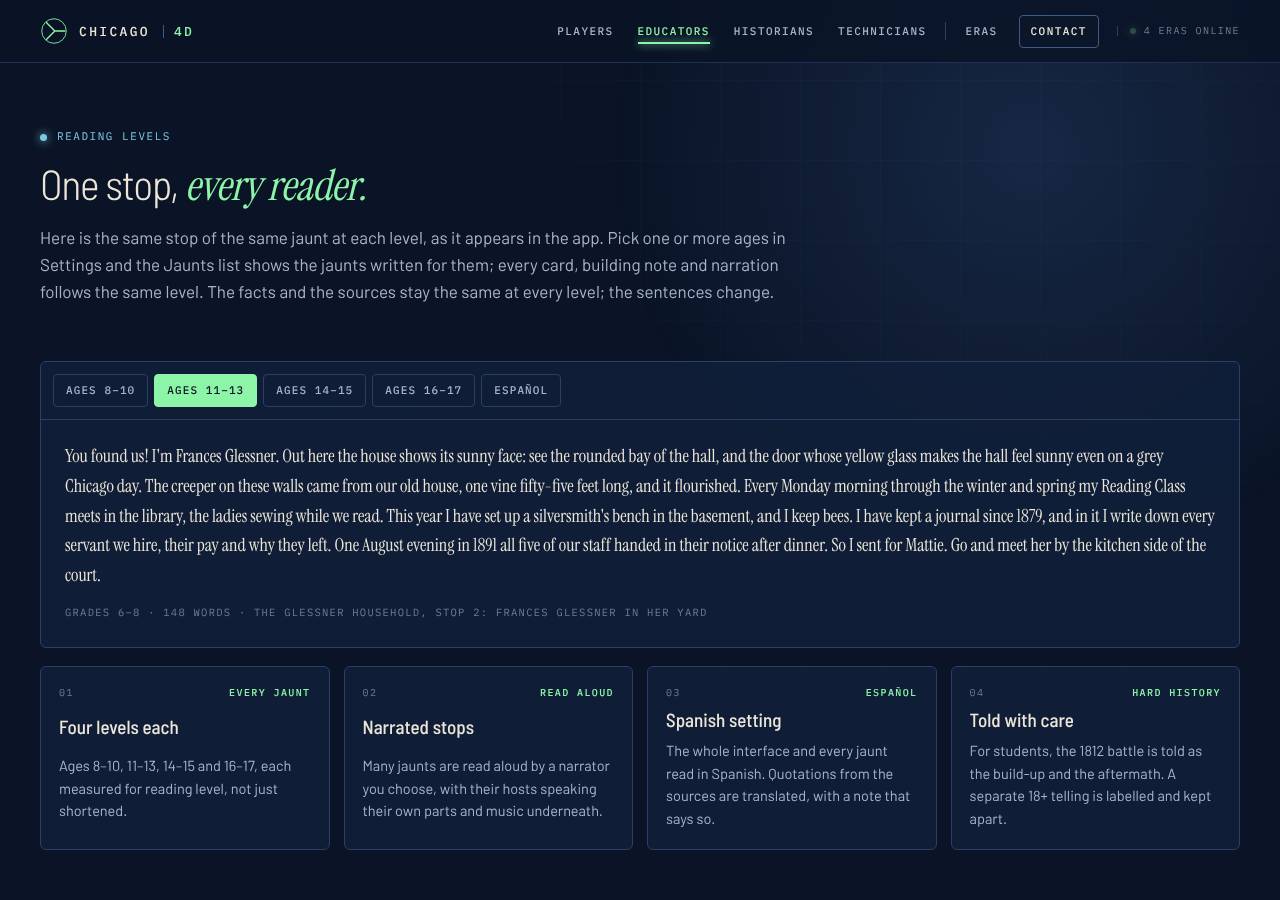 CHICAGO | 4D
PLAYERS EDUCATORS HISTORIANS TECHNICIANS ERAS CONTACT 4 ERAS ONLINE
READING LEVELS
One stop, every reader.
Here is the same stop of the same jaunt at each level, as it appears in the app. Pick one or more ages in
Settings and the Jaunts list shows the jaunts written for them; every card, building note and narration
follows the same level. The facts and the sources stay the same at every level; the sentences change.
AGES 8–10 AGES 11–13 AGES 14–15 AGES 16–17 ESPAÑOL
You found us! I'm Frances Glessner. Out here the house shows its sunny face: see the rounded bay of the hall, and the door whose yellow glass makes the hall feel sunny even on a grey
Chicago day. The creeper on these walls came from our old house, one vine fifty-five feet long, and it flourished. Every Monday morning through the winter and spring my Reading Class
meets in the library, the ladies sewing while we read. This year I have set up a silversmith's bench in the basement, and I keep bees. I have kept a journal since 1879, and in it I write down every
servant we hire, their pay and why they left. One August evening in 1891 all five of our staff handed in their notice after dinner. So I sent for Mattie. Go and meet her by the kitchen side of the
court.
GRADES 6–8 · 148 WORDS · THE GLESSNER HOUSEHOLD, STOP 2: FRANCES GLESSNER IN HER YARD
01 EVERY JAUNT
Four levels each
Ages 8–10, 11–13, 14–15 and 16–17, each
measured for reading level, not just
shortened.
02 READ ALOUD
Narrated stops
Many jaunts are read aloud by a narrator
you choose, with their hosts speaking
their own parts and music underneath.
03 ESPAÑOL
Spanish setting
The whole interface and every jaunt
read in Spanish. Quotations from the
sources are translated, with a note that
says so.
04 HARD HISTORY
Told with care
For students, the 1812 battle is told as
the build-up and the aftermath. A
separate 18+ telling is labelled and kept
apart.